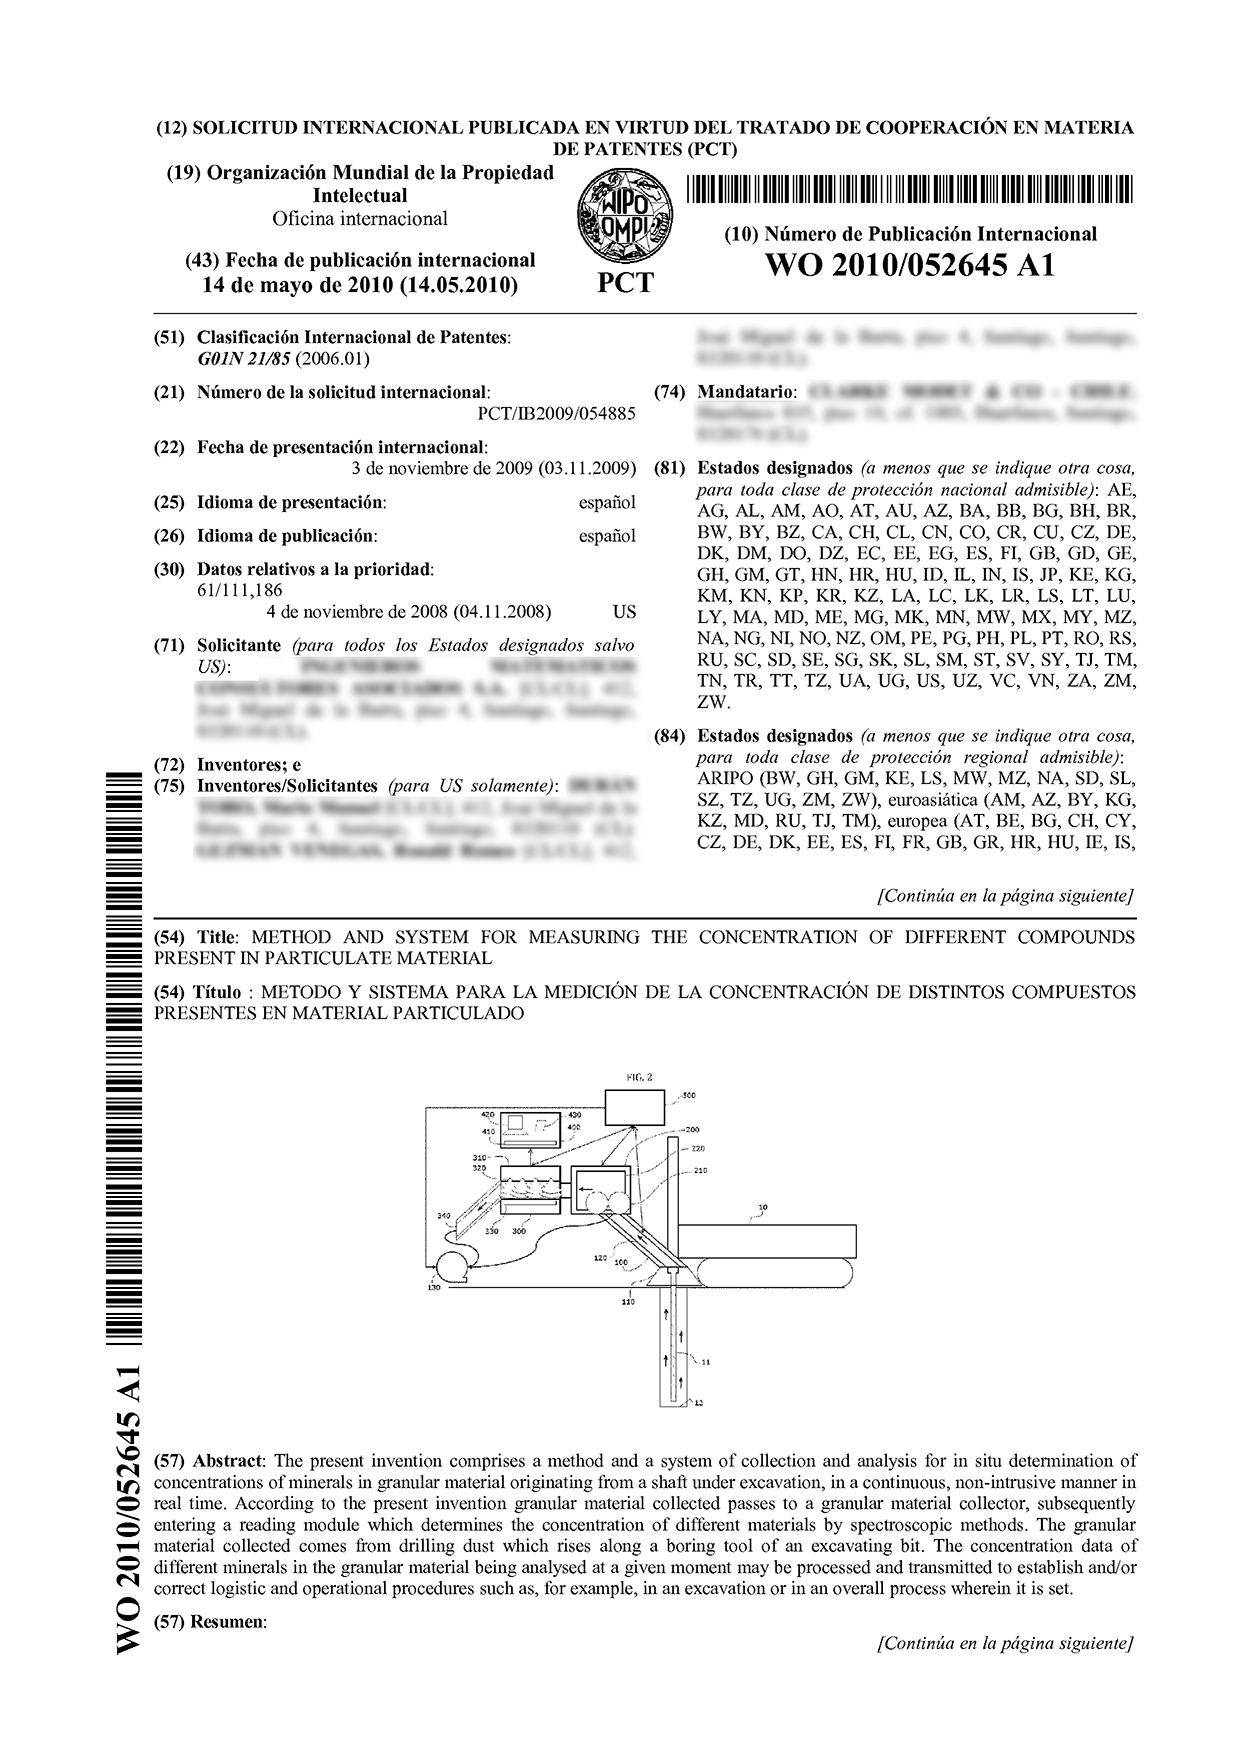 (12) SOLICITUD INTERNACIONAL PUBLICADA EN VIRTUD DEL TRATADO DE COOPERACIÓN EN MATERIA
DE PATENTES (PCT)
(19) Organización Mundial de la Propiedad
Intelectual
Oficina internacional
(43) Fecha de publicación internacional
14 de mayo de 2010 (14.05.2010)
WIPO
OMPI
PCT
(10) Número de Publicación Internacional
WO 2010/052645 A1
(51) Clasificación Internacional de Patentes:
G01N 21/85 (2006.01)
(21) Número de la solicitud internacional:
PCT/IB2009/054885
(22) Fecha de presentación internacional:
3 de noviembre de 2009 (03.11.2009)
(25) Idioma de presentación: español
(26) Idioma de publicación: español
(30) Datos relativos a la prioridad:
61/111,186
4 de noviembre de 2008 (04.11.2008) US
(71) Solicitante (para todos los Estados designados salvo
US):
(72) Inventores; e
(75) Inventores/Solicitantes (para US solamente):
(74) Mandatario:
(81) Estados designados (a menos que se indique otra cosa,
para toda clase de protección nacional admisible): AE,
AG, AL, AM, AO, AT, AU, AZ, BA, BB, BG, BH, BR,
BW, BY, BZ, CA, CH, CL, CN, CO, CR, CU, CZ, DE,
DK, DM, DO, DZ, EC, EE, EG, ES, FI, GB, GD, GE,
GH, GM, GT, HN, HR, HU, ID, IL, IN, IS, JP, KE, KG,
KM, KN, KP, KR, KZ, LA, LC, LK, LR, LS, LT, LU,
LY, MA, MD, ME, MG, MK, MN, MW, MX, MY, MZ,
NA, NG, NI, NO, NZ, OM, PE, PG, PH, PL, PT, RO, RS,
RU, SC, SD, SE, SG, SK, SL, SM, ST, SV, SY, TJ, TM,
TN, TR, TT, TZ, UA, UG, US, UZ, VC, VN, ZA, ZM,
ZW.
(84) Estados designados (a menos que se indique otra cosa,
para toda clase de protección regional admisible):
ARIPO (BW, GH, GM, KE, LS, MW, MZ, NA, SD, SL,
SZ, TZ, UG, ZM, ZW), euroasiática (AM, AZ, BY, KG,
KZ, MD, RU, TJ, TM), europea (AT, BE, BG, CH, CY,
CZ, DE, DK, EE, ES, FI, FR, GB, GR, HR, HU, IE, IS,
[Continúa en la página siguiente]
(54) Title: METHOD AND SYSTEM FOR MEASURING THE CONCENTRATION OF DIFFERENT COMPOUNDS
PRESENT IN PARTICULATE MATERIAL
(54) Título : METODO Y SISTEMA PARA LA MEDICIÓN DE LA CONCENTRACIÓN DE DISTINTOS COMPUESTOS
PRESENTES EN MATERIAL PARTICULADO
FIG. 2
500
420 430
410 400
200
220
310
320
210
340
330 300
10
120 100
130
110
11
12
(57) Abstract: The present invention comprises a method and a system of collection and analysis for in situ determination of
concentrations of minerals in granular material originating from a shaft under excavation, in a continuous, non-intrusive manner in
real time. According to the present invention granular material collected passes to a granular material collector, subsequently
entering a reading module which determines the concentration of different materials by spectroscopic methods. The granular
material collected comes from drilling dust which rises along a boring tool of an excavating bit. The concentration data of
different minerals in the granular material being analysed at a given moment may be processed and transmitted to establish and/or
correct logistic and operational procedures such as, for example, in an excavation or in an overall process wherein it is set.
(57) Resumen:
[Continúa en la página siguiente]
WO 2010/052645 A1